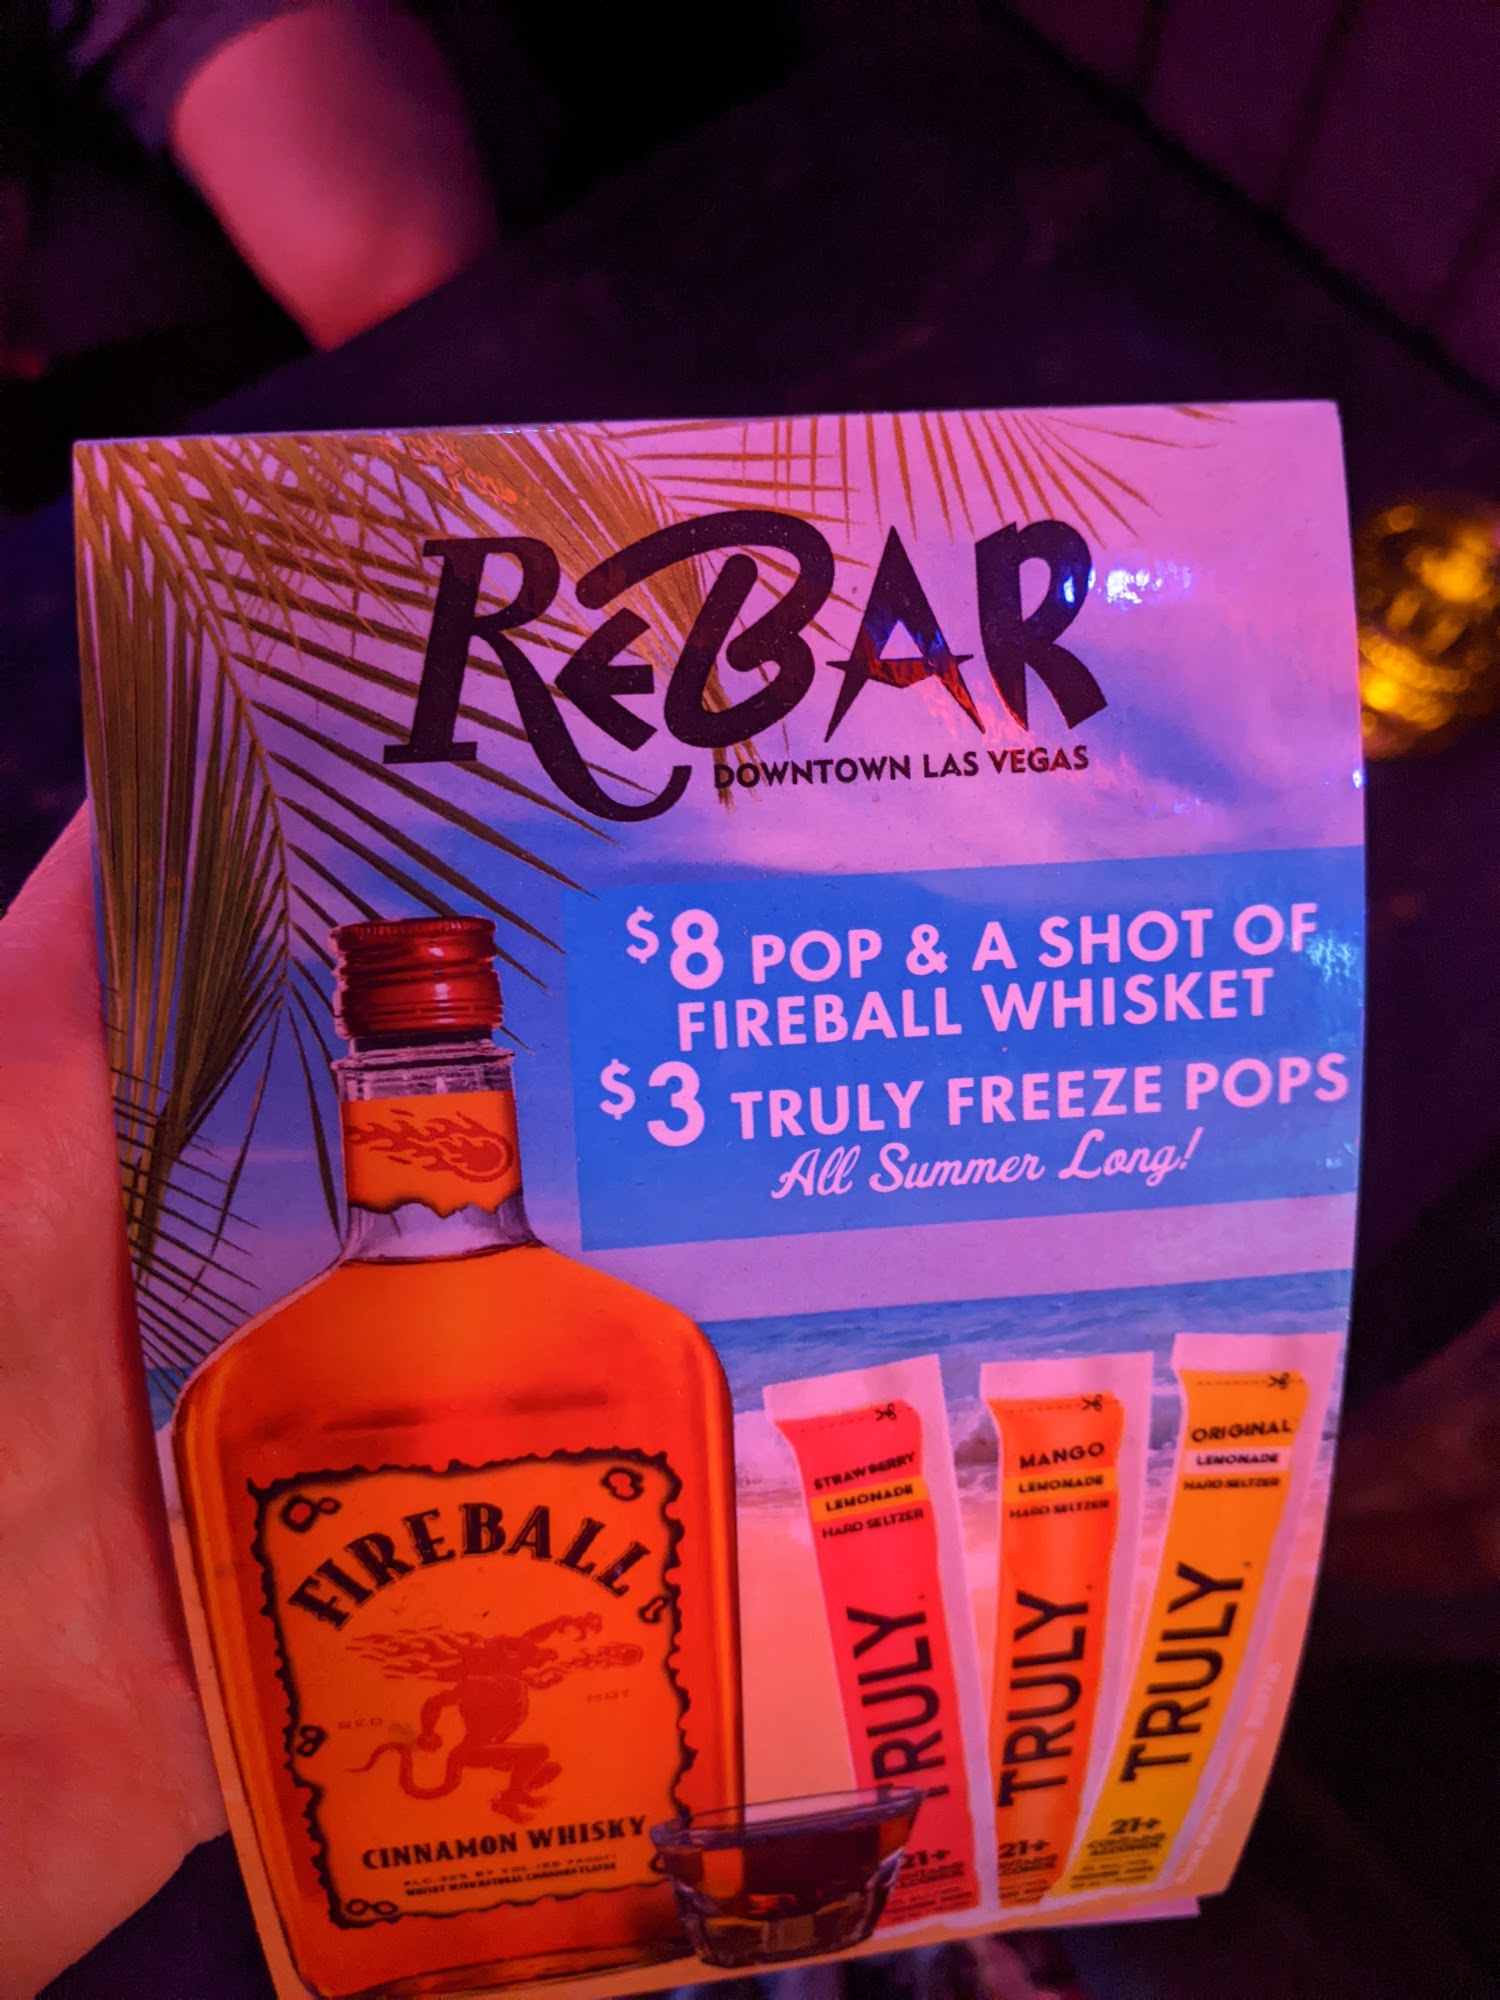 REBAR
DOWNTOWN LAS VEGAS
$8 POP & A SHOT OF
FIREBALL WHISKET
$3 TRULY FREEZE POPS
All Summer Long!
FIREBALL
RED
HOT
CINNAMON WHISKY
STRAWBERRY
LEMONADE
HARD SELTZER
TRULY
21+
MANGO
LEMONADE
HARD SELTZER
TRULY
21+
ORIGINAL
LEMONADE
HARD SELTZER
TRULY
21+
CONTAINS
ALCOHOL